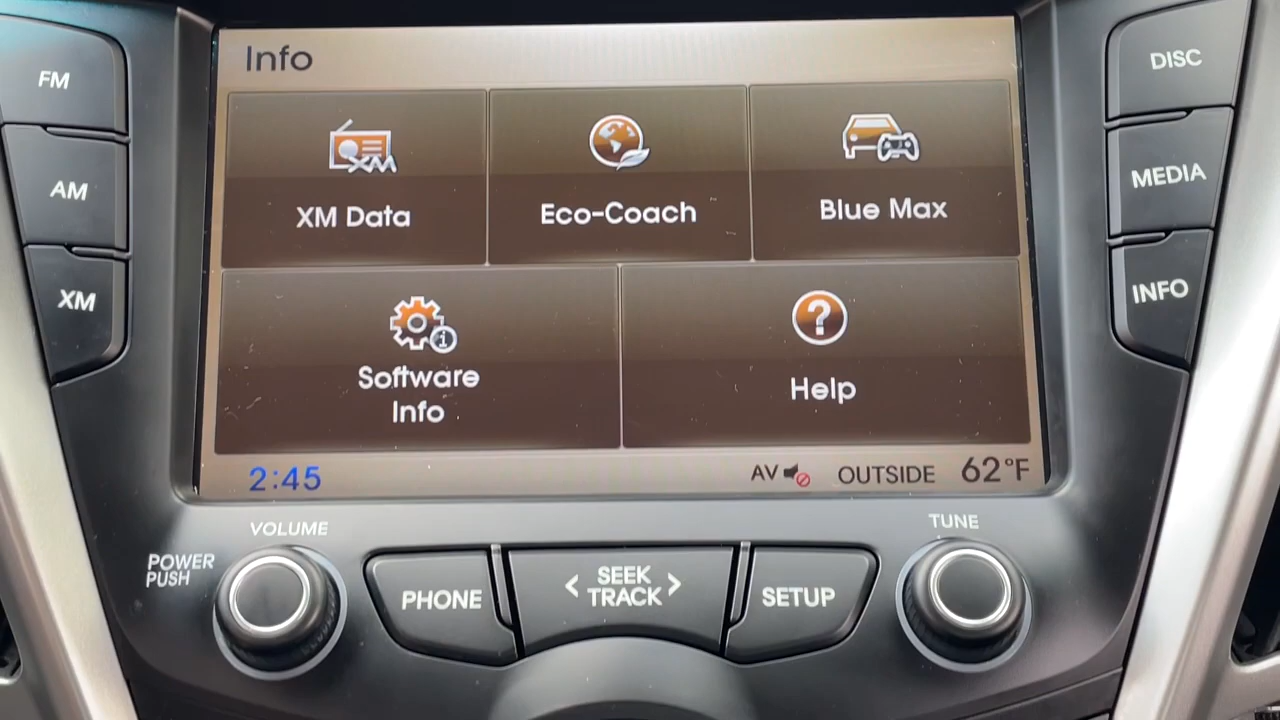 Info
FM
AM
XM
XM Data
Eco-Coach
Blue Max
Software
Info
Help
2:45
AV
OUTSIDE
62°F
DISC
MEDIA
INFO
VOLUME
POWER
PUSH
PHONE
< SEEK
TRACK >
SETUP
TUNE